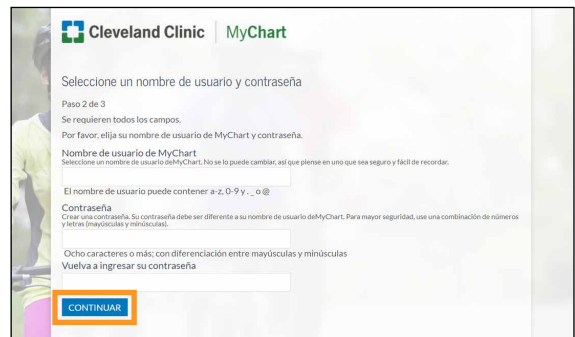 Cleveland Clinic MyChart
Seleccione un nombre de usuario y contraseña
Paso 2 de 3
Se requieren todos los campos.
Por favor, elija su nombre de usuario de MyChart y contraseña.
Nombre de usuario de MyChart
Seleccione un nombre de usuario deMyChart. No se lo puede cambiar, así que piense en uno que sea seguro y fácil de recordar.
El nombre de usuario puede contener a-z, 0-9 y . _ o @
Contraseña
Crear una contraseña. Su contraseña debe ser diferente a su nombre de usuario deMyChart. Para mayor seguridad, use una combinación de números
y letras (mayúsculas y minúsculas).
Ocho caracteres o más; con diferenciación entre mayúsculas y minúsculas
Vuelva a ingresar su contraseña
CONTINUAR